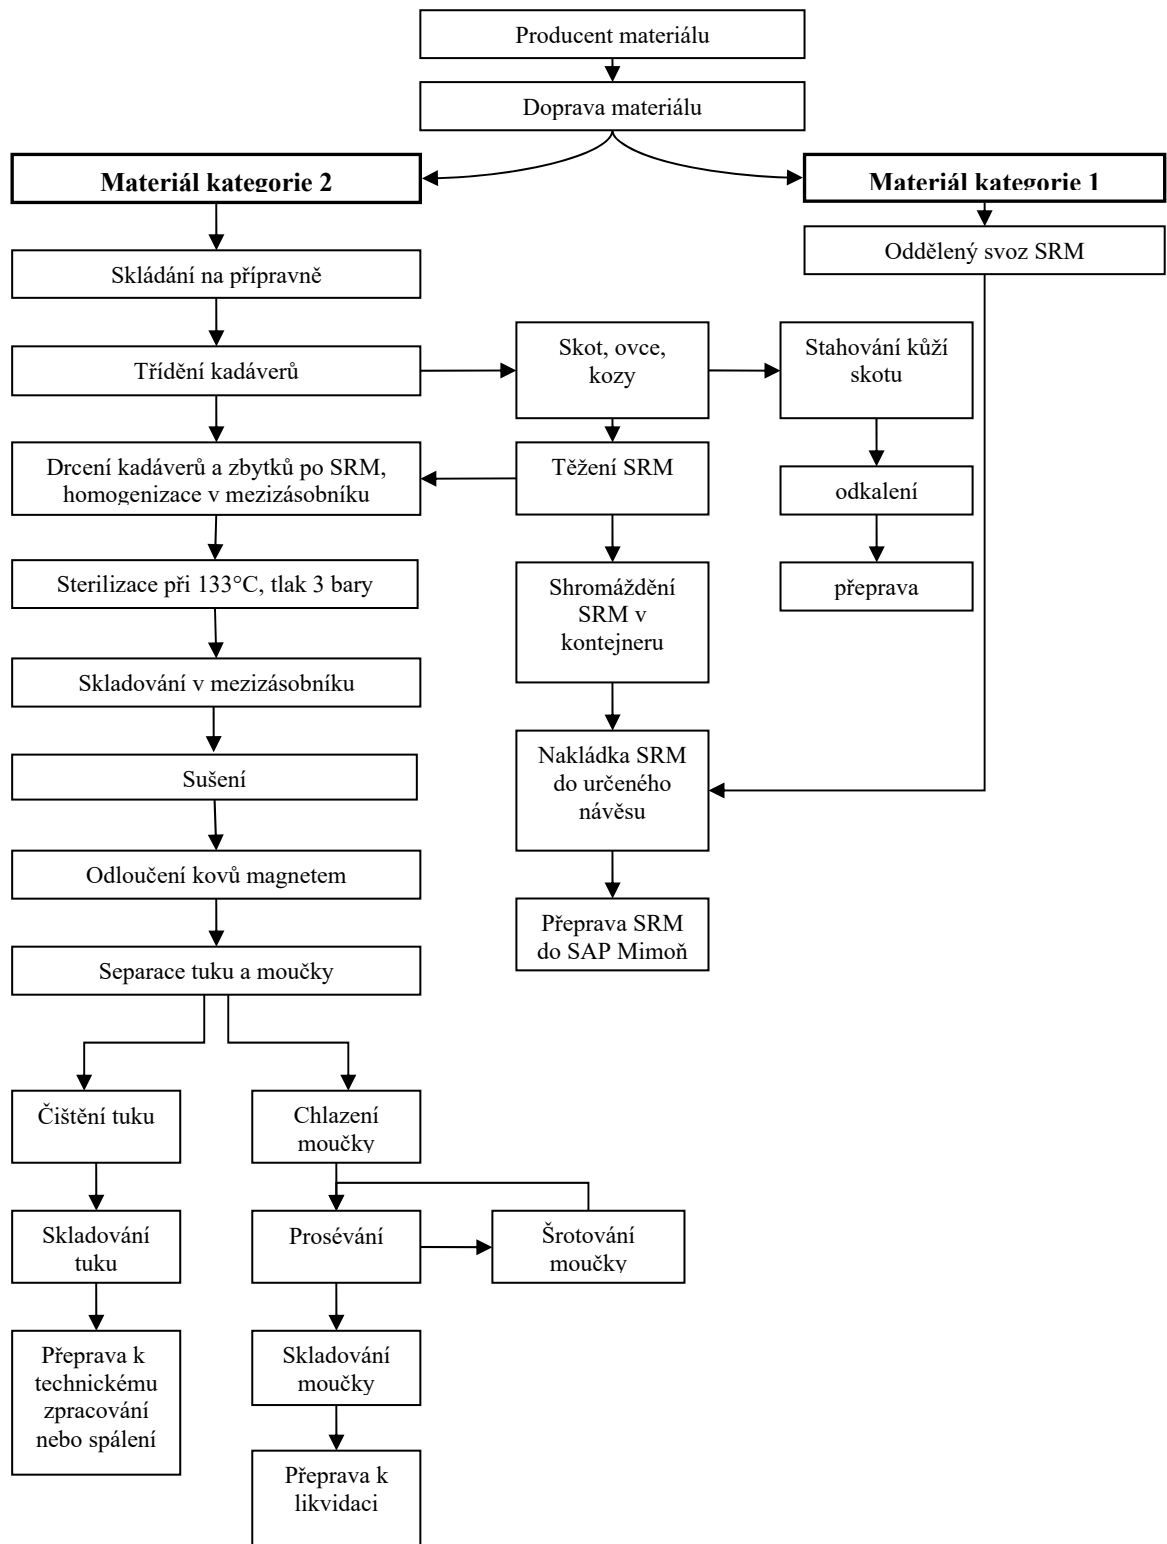 Producent materiálu
Doprava materiálu
Materiál kategorie 2
Materiál kategorie 1
Oddělený svoz SRM
Skládání na přípravně
Třídění kadáverů
Skot, ovce,
kozy
Stahování kůží
skotu
Drcení kadáverů a zbytků po SRM,
homogenizace v mezizásobníku
Těžení SRM
odkalení
Sterilizace při 133°C, tlak 3 bary
Shromáždění
SRM v
kontejneru
přeprava
Skladování v mezizásobníku
Sušení
Nakládka SRM
do určeného
návěsu
Odloučení kovů magnetem
Přeprava SRM
do SAP Mimoň
Separace tuku a moučky
Čištění tuku
Chlazení
moučky
Skladování
tuku
Prosévání
Šrotování
moučky
Přeprava k
technickému
zpracování
nebo spálení
Skladování
moučky
Přeprava k
likvidaci